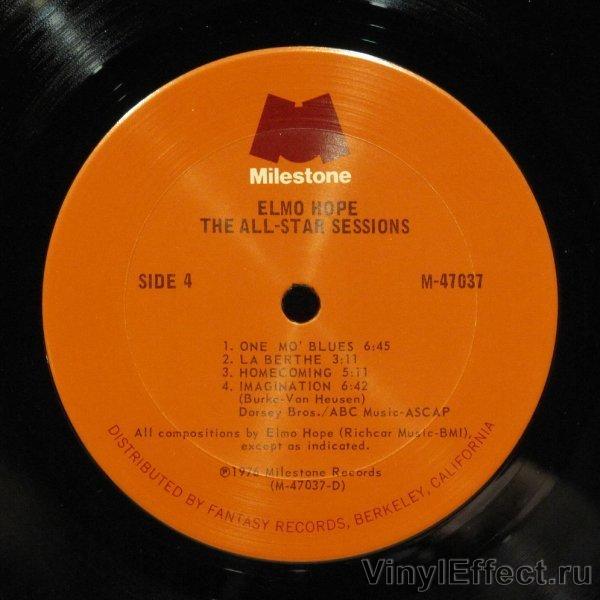 Milestone
ELMO HOPE
THE ALL-STAR SESSIONS
SIDE 4
M-47037
1. ONE MO' BLUES 6:45
2. LA BERTHE 3:11
3. HOMECOMING 5:11
4. IMAGINATION 6:42
(Burke-Van Heusen)
Dorsey Bros./ABC Music-ASCAP
All compositions by Elmo Hope (Richcar Music-BMI),
except as indicated.
℗1976 Milestone Records
(M-47037-D)
DISTRIBUTED BY FANTASY RECORDS, BERKELEY, CALIFORNIA
VinylEffect.ru